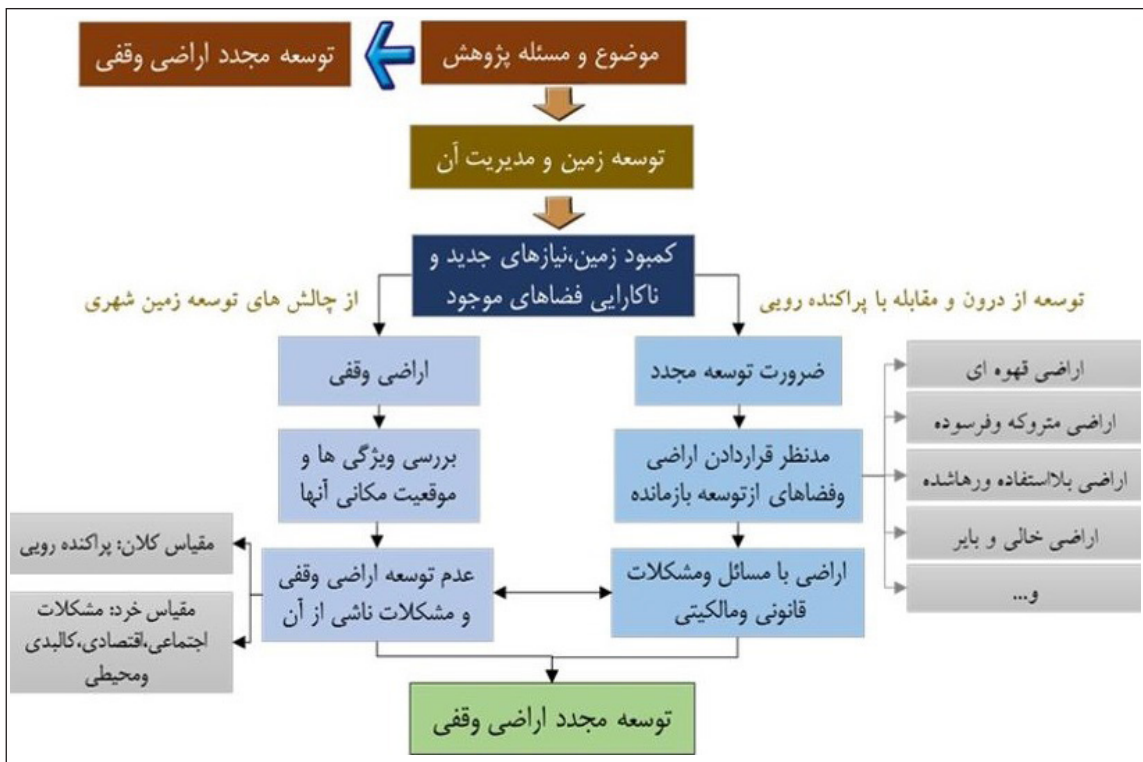 موضوع و مسئله پژوهش
توسعه مجدد اراضی وقفی
توسعه زمین و مدیریت آن
کمبود زمین،نیازهای جدید و
ناکارایی فضاهای موجود
توسعه از درون و مقابله با پراکنده رویی
از چالش های توسعه زمین شهری
ضرورت توسعه مجدد
مدنظر قراردادن اراضی
وفضاهای ازتوسعه بازمانده
اراضی با مسائل ومشکلات
قانونی ومالکیتی
اراضی قهوه ای
اراضی متروکه وفرسوده
اراضی بلااستفاده ورهاشده
اراضی خالی و بایر
و...
اراضی وقفی
بررسی ویژگی ها و
موقعیت مکانی آنها
عدم توسعه اراضی وقفی
و مشکلات ناشی از آن
مقیاس کلان: پراکنده رویی
مقیاس خرد: مشکلات
اجتماعی،اقتصادی،کالبدی
ومحیطی
توسعه مجدد اراضی وقفی